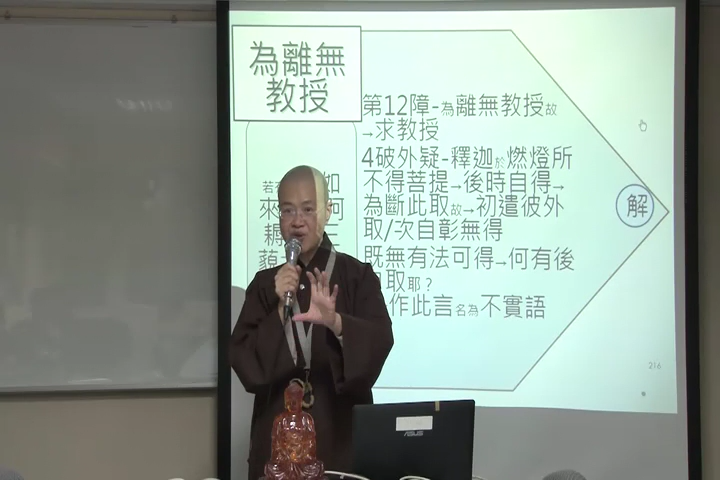 為離無
教授
第12障-為離無教授故
→求教授
4破外疑-釋迦於燃燈所
不得菩提→後時自得→
為斷此取故→初遣彼外
取/次自彰無得
既無有法可得→何有後
自取耶？
作此言名為不實語
解
若
如
來
何
三
216
ASUS